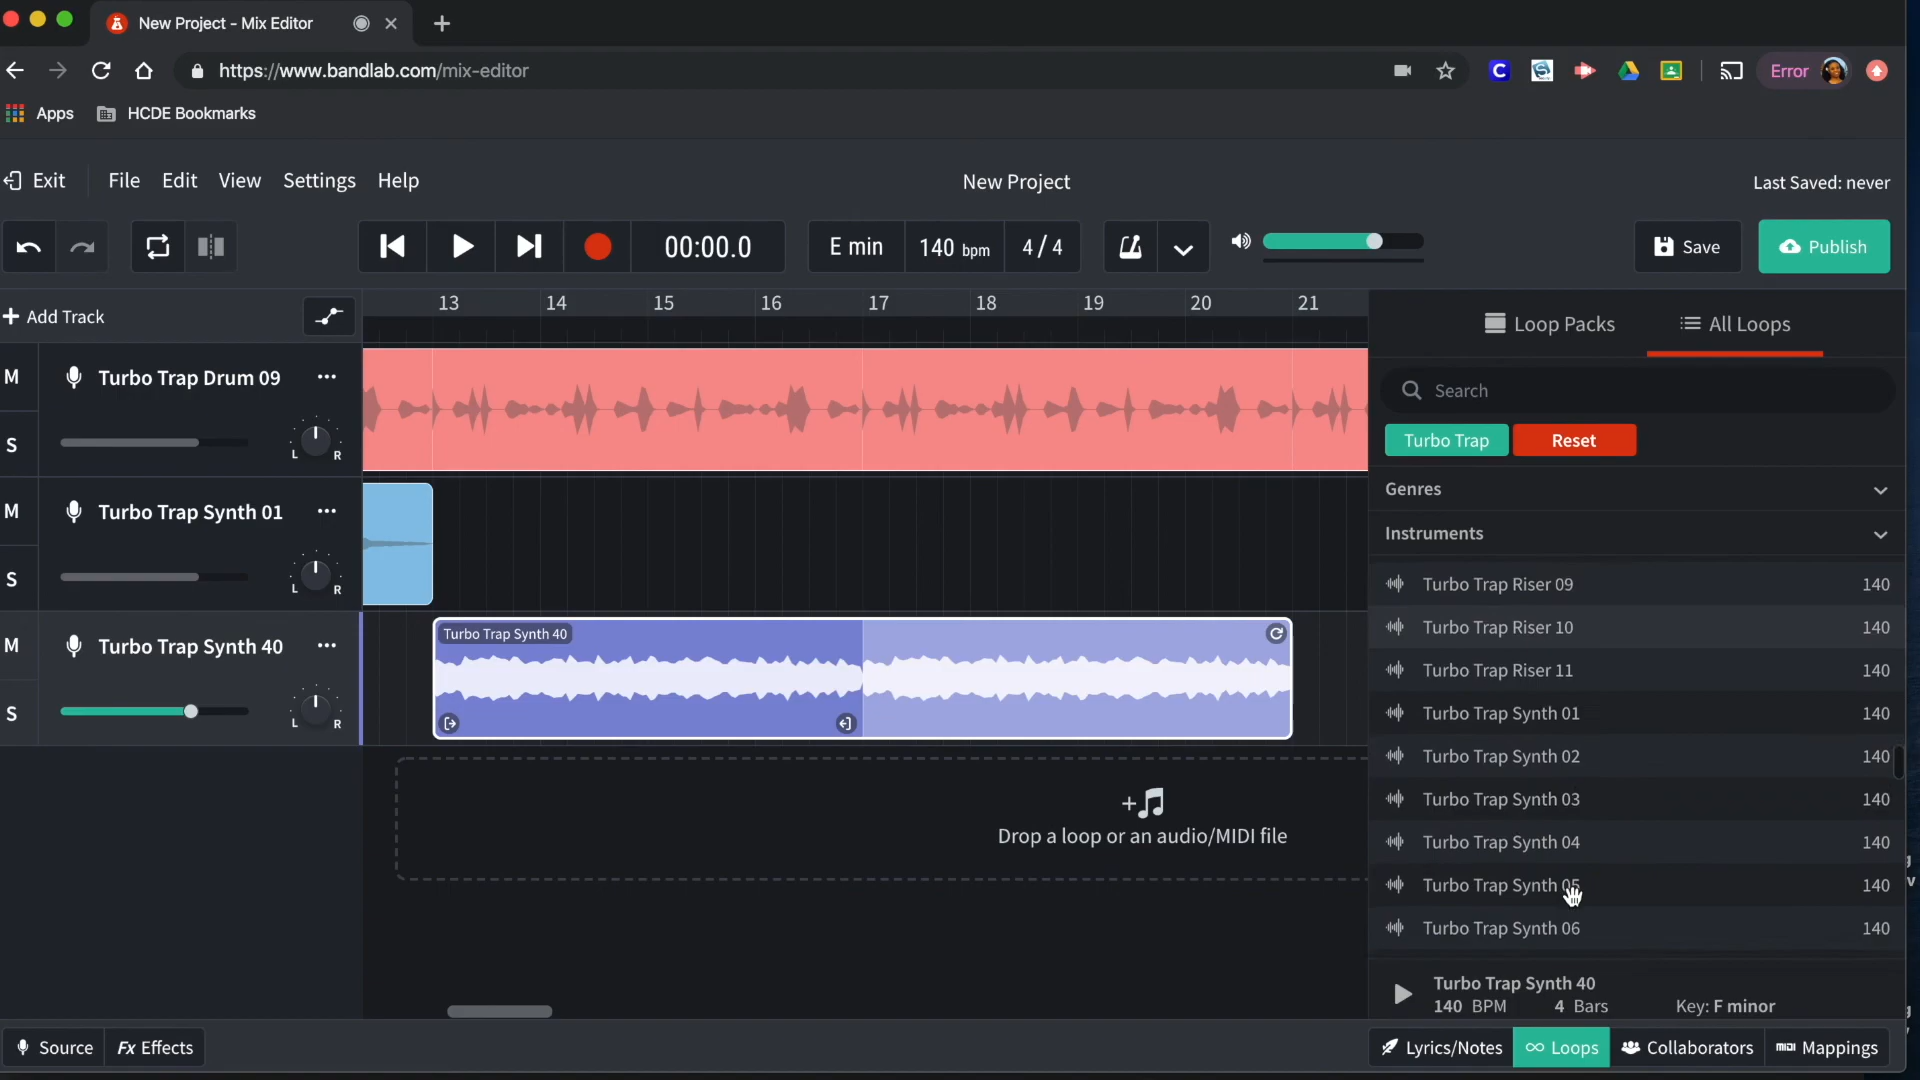 New Project - Mix Editor
https://www.bandlab.com/mix-editor
Error
Apps
HCDE Bookmarks
Exit
File
Edit
View
Settings
Help
New Project
Last Saved: never
00:00.0
E min
140 bpm
4 / 4
Save
Publish
+ Add Track
13 14 15 16 17 18 19 20 21
Loop Packs
All Loops
Search
Turbo Trap
Reset
Genres
Instruments
M
Turbo Trap Drum 09
S
L R
M
Turbo Trap Synth 01
S
L R
M
Turbo Trap Synth 40
S
L R
Turbo Trap Synth 40
Drop a loop or an audio/MIDI file
Turbo Trap Riser 09 140
Turbo Trap Riser 10 140
Turbo Trap Riser 11 140
Turbo Trap Synth 01 140
Turbo Trap Synth 02 140
Turbo Trap Synth 03 140
Turbo Trap Synth 04 140
Turbo Trap Synth 05 140
Turbo Trap Synth 06 140
Turbo Trap Synth 40
140 BPM 4 Bars Key: F minor
Source
Fx Effects
Lyrics/Notes
Loops
Collaborators
MIDI Mappings